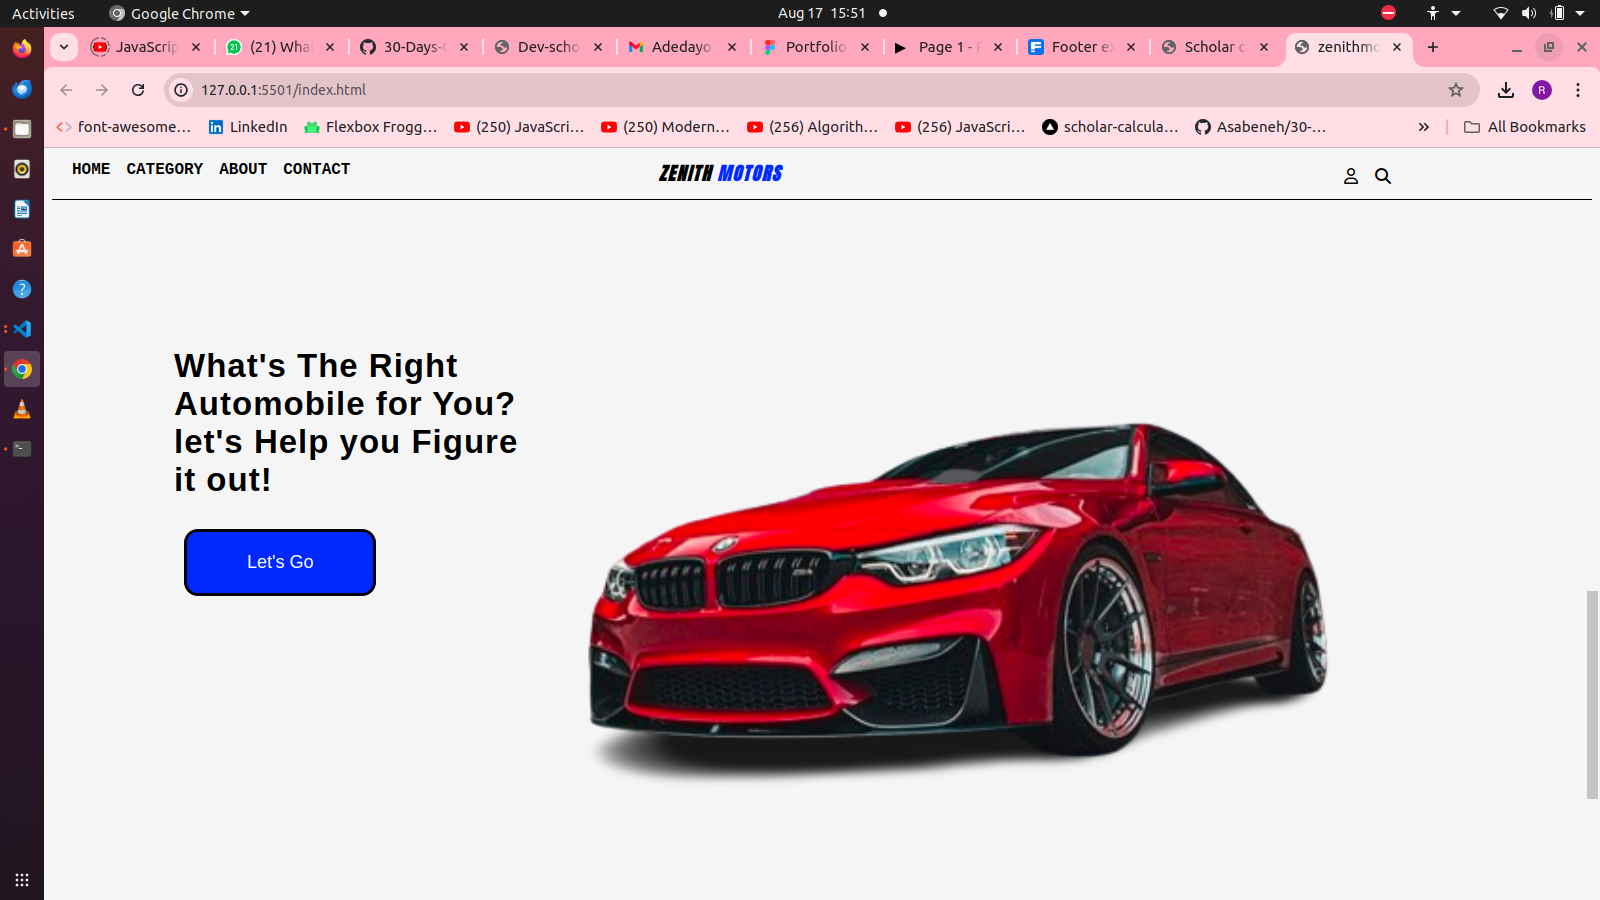 Activities
Google Chrome
Aug 17 15:51
JavaScrip
(21) Wha
30-Days-
Dev-scho
Adedayo
Portfolio
Page 1 -
Footer e
Scholar c
zenithmo
127.0.0.1:5501/index.html
R
font-awesome…
LinkedIn
Flexbox Frogg…
(250) JavaScri…
(250) Modern…
(256) Algorith…
(256) JavaScri…
scholar-calcula…
Asabeneh/30-…
All Bookmarks
HOME CATEGORY ABOUT CONTACT
ZENITH MOTORS
What's The Right
Automobile for You?
let's Help you Figure
it out!
Let's Go